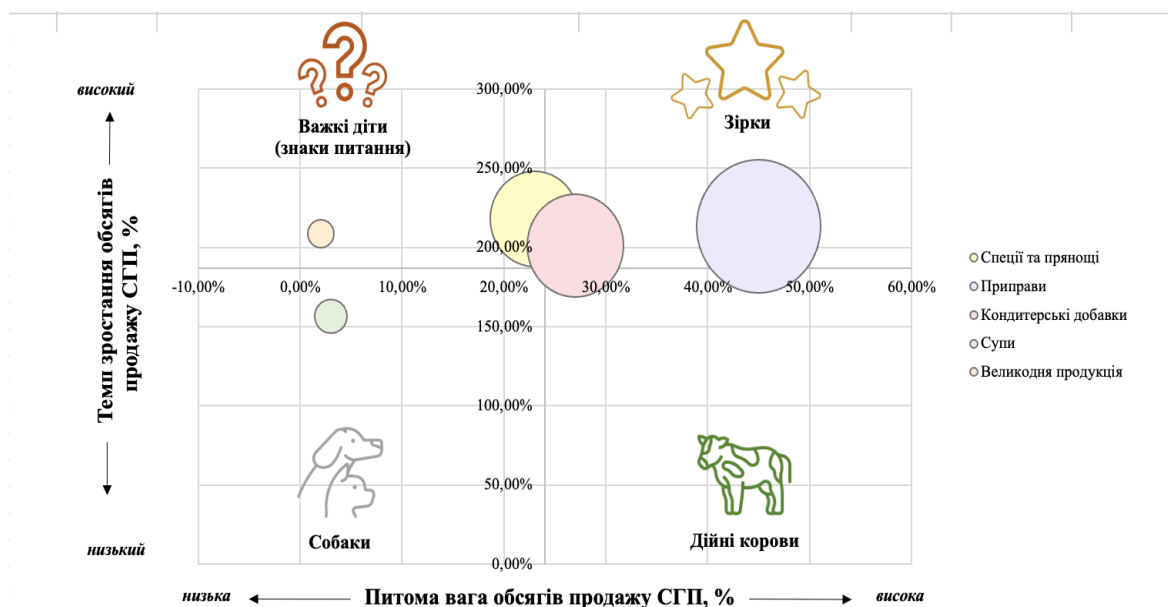 високий
Важкі діти
(знаки питання)
Зірки
300,00%
250,00%
200,00%
-10,00%
0,00%
10,00%
20,00%
30,00%
40,00%
50,00%
60,00%
150,00%
100,00%
50,00%
0,00%
Темп зростання обсягів
продажу СГП, %
Спеції та прянощі
Приправи
Кондитерські добавки
Супи
Великодня продукція
Собаки
Дійні корови
низький
низька
Питома вага обсягів продажу СГП, %
висока